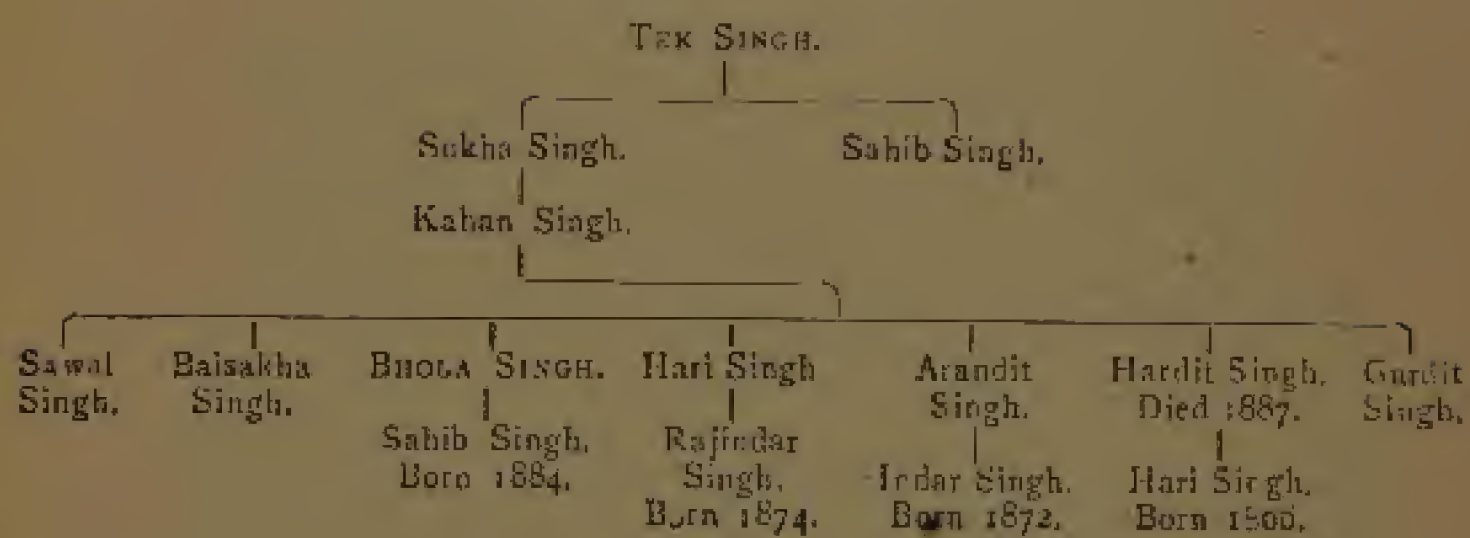 TEK SINGH.
Sukha Singh. Sahib Singh.
Kahan Singh.
Sawal Baisakha BHOLA SINGH. Hari Singh Anandit Hardit Singh. Gurdit
Singh. Singh. Singh. Died 1887. Singh.
Sahib Singh. Rajindar
Born 1884. Singh. Indar Singh. Hari Singh.
Born 1874. Born 1872. Born